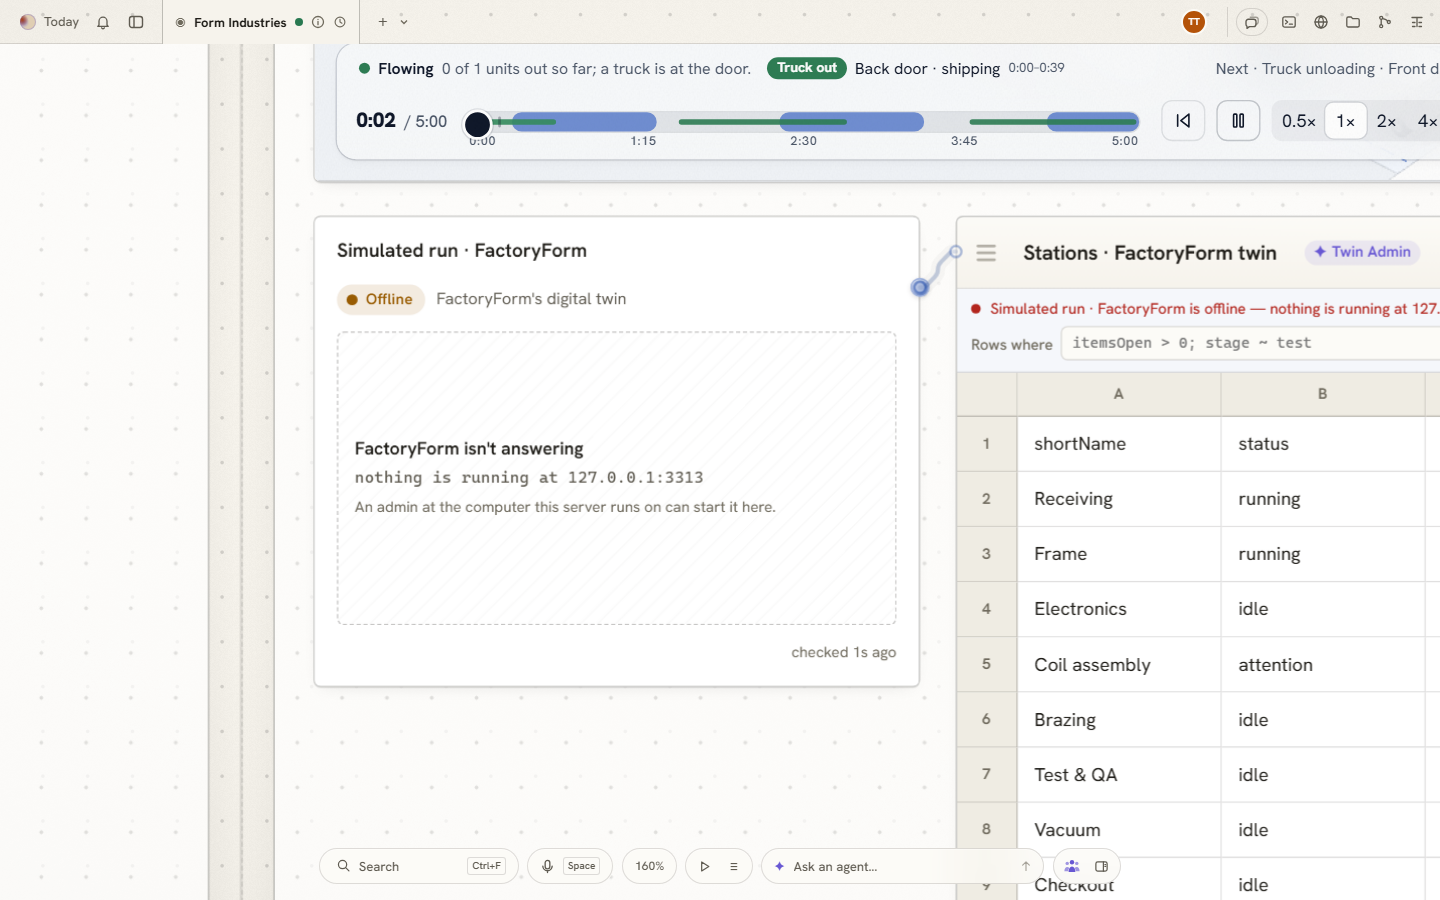 Today
Form Industries
TT
Flowing 0 of 1 units out so far; a truck is at the door. Truck out Back door · shipping 0:00–0:39 Next · Truck unloading · Front d
0:02 / 5:00
0:00 1:15 2:30 3:45 5:00
0.5× 1× 2× 4×
Simulated run · FactoryForm
Offline FactoryForm's digital twin
FactoryForm isn't answering
nothing is running at 127.0.0.1:3313
An admin at the computer this server runs on can start it here.
checked 1s ago
Stations · FactoryForm twin Twin Admin
Simulated run · FactoryForm is offline — nothing is running at 127.
Rows where itemsOpen > 0; stage ~ test
A B
1 shortName status
2 Receiving running
3 Frame running
4 Electronics idle
5 Coil assembly attention
6 Brazing idle
7 Test & QA idle
8 Vacuum idle
9 Checkout idle
Search Ctrl+F Space 160% Ask an agent...